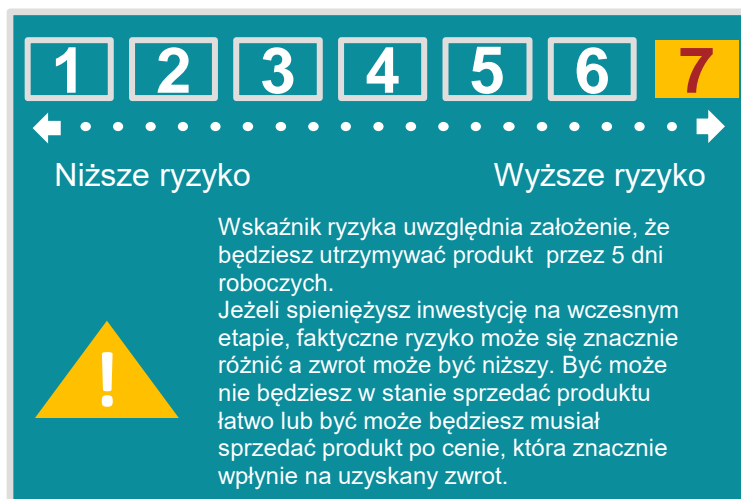 1 2 3 4 5 6 7
Niższe ryzyko Wyższe ryzyko
Wskaźnik ryzyka uwzględnia założenie, że
będziesz utrzymywać produkt przez 5 dni
roboczych.
Jeżeli spieniężysz inwestycję na wczesnym
etapie, faktyczne ryzyko może się znacznie
różnić a zwrot może być niższy. Być może
nie będziesz w stanie sprzedać produktu
łatwo lub być może będziesz musiał
sprzedać produkt po cenie, która znacznie
wpłynie na uzyskany zwrot.
!